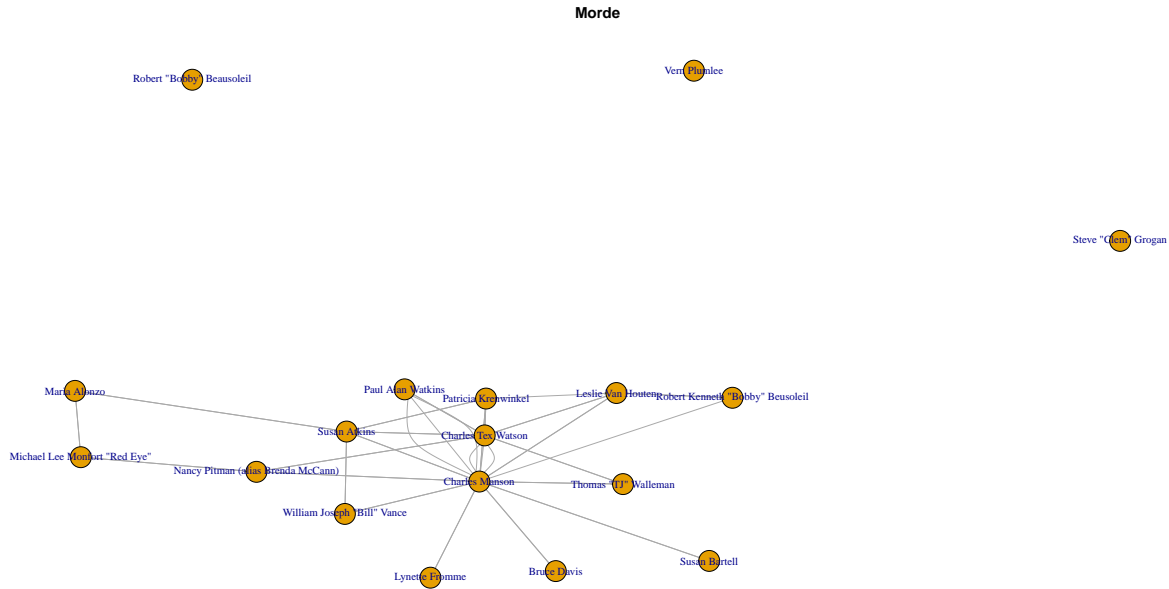 Morde
Vern Plumlee
Robert "Bobby" Beausoleil
Steve "Clem" Grogan
Maria Alonzo
Paul Alan Watkins
Patricia Krenwinkel
Leslie Van Houten
Robert Kenneth "Bobby" Beusoleil
Susan Atkins
Charles Tex Watson
Michael Lee Monfort "Red Eye"
Nancy Pitman (alias Brenda McCann)
Charles Manson
Thomas "TJ" Walleman
William Joseph "Bill" Vance
Susan Bartell
Bruce Davis
Lynette Fromme